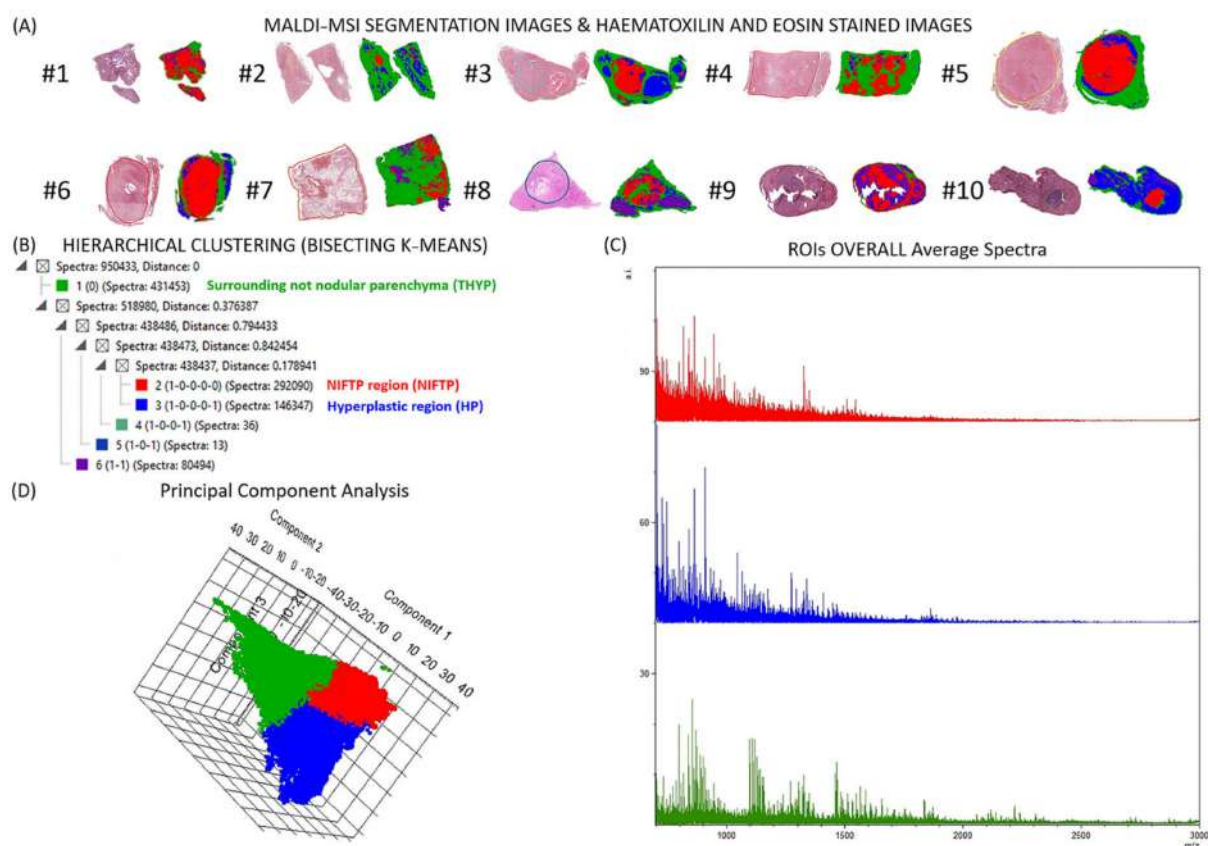 (A) MALDI-MSI SEGMENTATION IMAGES & HAEMATOXILIN AND EOSIN STAINED IMAGES
#1 #2 #3 #4 #5
#6 #7 #8 #9 #10
(B) HIERARCHICAL CLUSTERING (BISECTING K-MEANS)
Spectra: 950433, Distance: 0
1 (0) (Spectra: 431453) Surrounding not nodular parenchyma (THYP)
Spectra: 518980, Distance: 0.376387
Spectra: 438486, Distance: 0.794433
Spectra: 438473, Distance: 0.842454
Spectra: 438437, Distance: 0.178941
2 (1-0-0-0-0) (Spectra: 292090) NIFTP region (NIFTP)
3 (1-0-0-0-1) (Spectra: 146347) Hyperplastic region (HP)
4 (1-0-0-1) (Spectra: 36)
5 (1-0-1) (Spectra: 13)
6 (1-1) (Spectra: 80494)
(C) ROIs OVERALL Average Spectra
a.i.
90
60
30
1000 1500 2000 2500 3000
m/z
(D) Principal Component Analysis
Component 2
40 30 20 10 0 -10 -20
Component 1
-40 -30 -20 -10 0 10 20 30 40
-10 -20